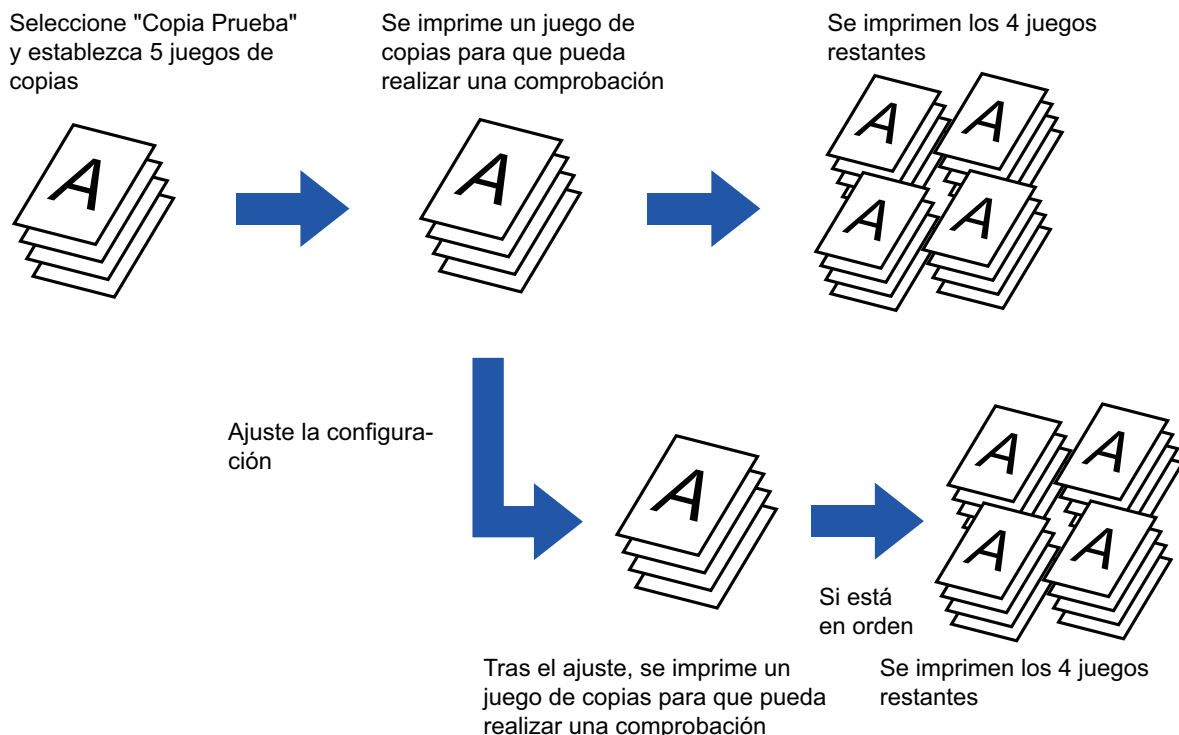 Seleccione "Copia Prueba"
y establezca 5 juegos de
copias
Se imprime un juego de
copias para que pueda
realizar una comprobación
Se imprimen los 4 juegos
restantes
A
A
A
A
A
A
Ajuste la configura-
ción
A
A
A
A
A
Si está
en orden
Tras el ajuste, se imprime un
juego de copias para que pueda
realizar una comprobación
Se imprimen los 4 juegos
restantes